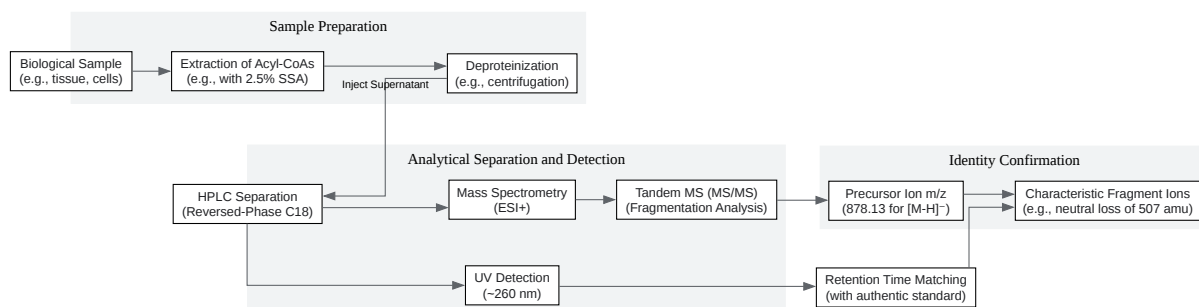 Sample Preparation
Biological Sample
(e.g., tissue, cells)
Extraction of Acyl-CoAs
(e.g., with 2.5% SSA)
Deproteinization
(e.g., centrifugation)
Inject Supernatant
Analytical Separation and Detection
HPLC Separation
(Reversed-Phase C18)
Mass Spectrometry
(ESI+)
Tandem MS (MS/MS)
(Fragmentation Analysis)
UV Detection
(~260 nm)
Identity Confirmation
Precursor Ion m/z
(878.13 for [M-H]⁻)
Characteristic Fragment Ions
(e.g., neutral loss of 507 amu)
Retention Time Matching
(with authentic standard)